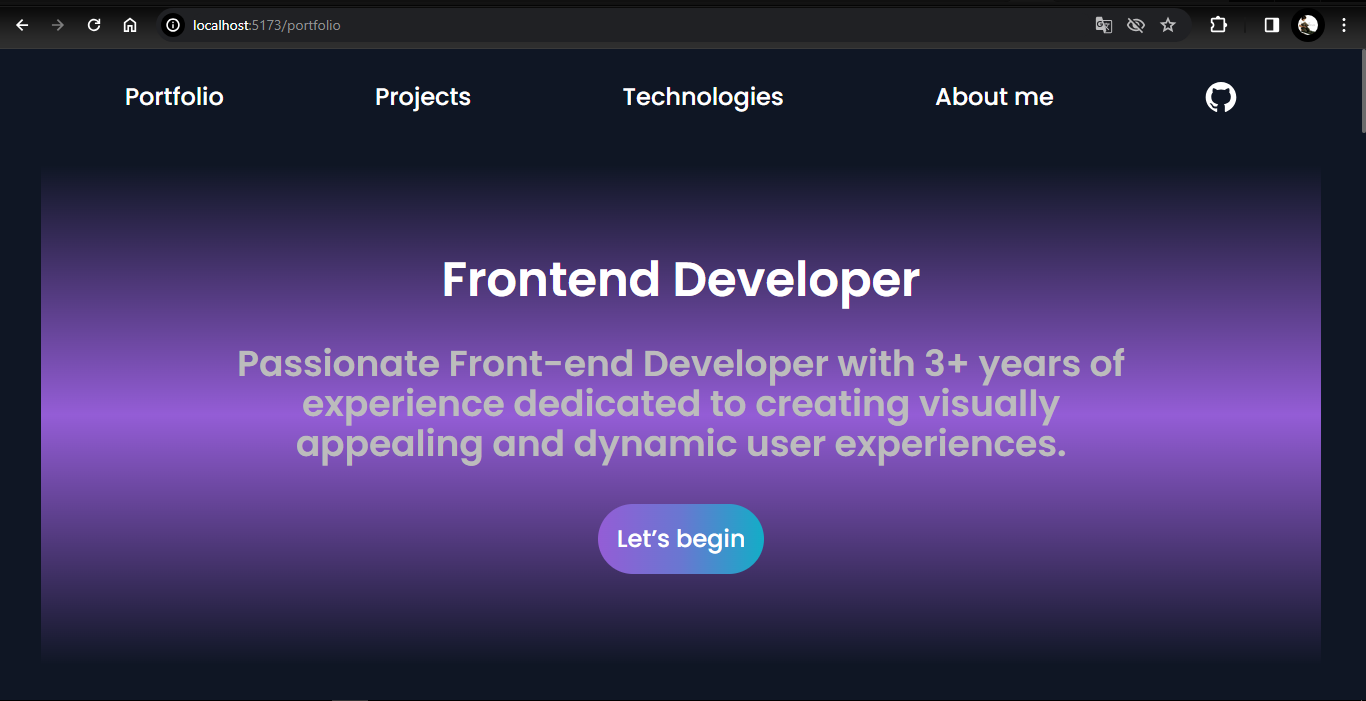 localhost:5173/portfolio
Portfolio Projects Technologies About me
Frontend Developer
Passionate Front-end Developer with 3+ years of
experience dedicated to creating visually
appealing and dynamic user experiences.
Let’s begin